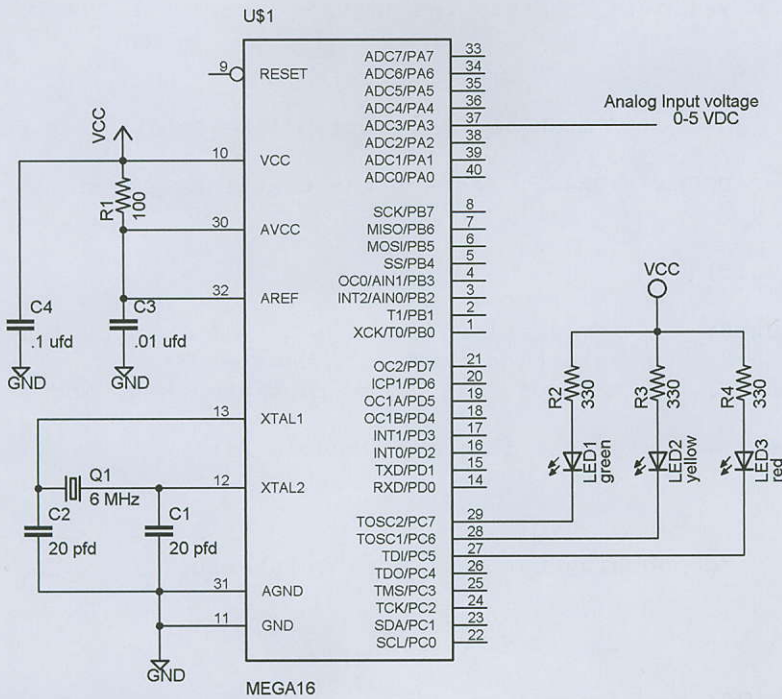 U$1
9
RESET
VCC
10
VCC
R1
100
30
AVCC
32
AREF
C4
.1 ufd
GND
C3
.01 ufd
GND
13
XTAL1
Q1
6 MHz
12
XTAL2
C2
20 pfd
C1
20 pfd
31
AGND
11
GND
GND
ADC7/PA7 33
ADC6/PA6 34
ADC5/PA5 35
ADC4/PA4 36
ADC3/PA3 37
ADC2/PA2 38
ADC1/PA1 39
ADC0/PA0 40
SCK/PB7 8
MISO/PB6 7
MOSI/PB5 6
SS/PB4 5
OC0/AIN1/PB3 4
INT2/AIN0/PB2 3
T1/PB1 2
XCK/T0/PB0 1
OC2/PD7 21
ICP1/PD6 20
OC1A/PD5 19
OC1B/PD4 18
INT1/PD3 17
INT0/PD2 16
TXD/PD1 15
RXD/PD0 14
TOSC2/PC7 29
TOSC1/PC6 28
TDI/PC5 27
TDO/PC4 26
TMS/PC3 25
TCK/PC2 24
SDA/PC1 23
SCL/PC0 22
MEGA16
Analog Input voltage
0-5 VDC
VCC
R2
330
R3
330
R4
330
LED1
green
LED2
yellow
LED3
red